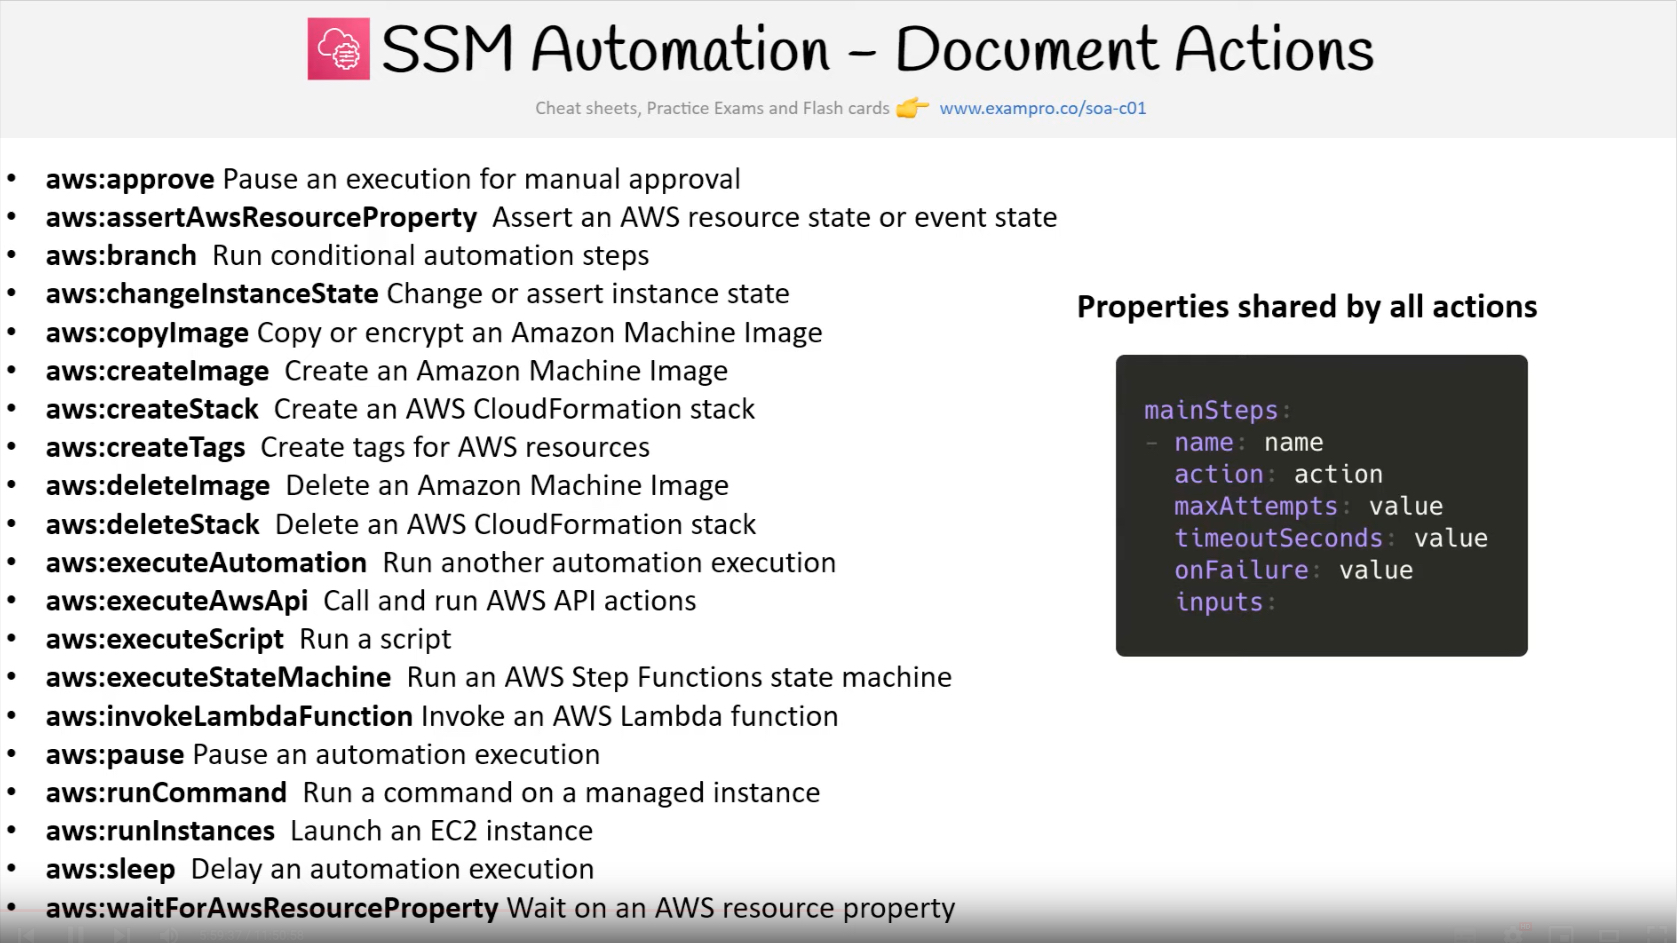 SSM Automation – Document Actions
Cheat sheets, Practice Exams and Flash cards 👉 www.exampro.co/soa-c01
• aws:approve Pause an execution for manual approval
• aws:assertAwsResourceProperty Assert an AWS resource state or event state
• aws:branch Run conditional automation steps
• aws:changeInstanceState Change or assert instance state
• aws:copyImage Copy or encrypt an Amazon Machine Image
• aws:createImage Create an Amazon Machine Image
• aws:createStack Create an AWS CloudFormation stack
• aws:createTags Create tags for AWS resources
• aws:deleteImage Delete an Amazon Machine Image
• aws:deleteStack Delete an AWS CloudFormation stack
• aws:executeAutomation Run another automation execution
• aws:executeAwsApi Call and run AWS API actions
• aws:executeScript Run a script
• aws:executeStateMachine Run an AWS Step Functions state machine
• aws:invokeLambdaFunction Invoke an AWS Lambda function
• aws:pause Pause an automation execution
• aws:runCommand Run a command on a managed instance
• aws:runInstances Launch an EC2 instance
• aws:sleep Delay an automation execution
• aws:waitForAwsResourceProperty Wait on an AWS resource property
Properties shared by all actions
mainSteps:
- name: name
action: action
maxAttempts: value
timeoutSeconds: value
onFailure: value
inputs: